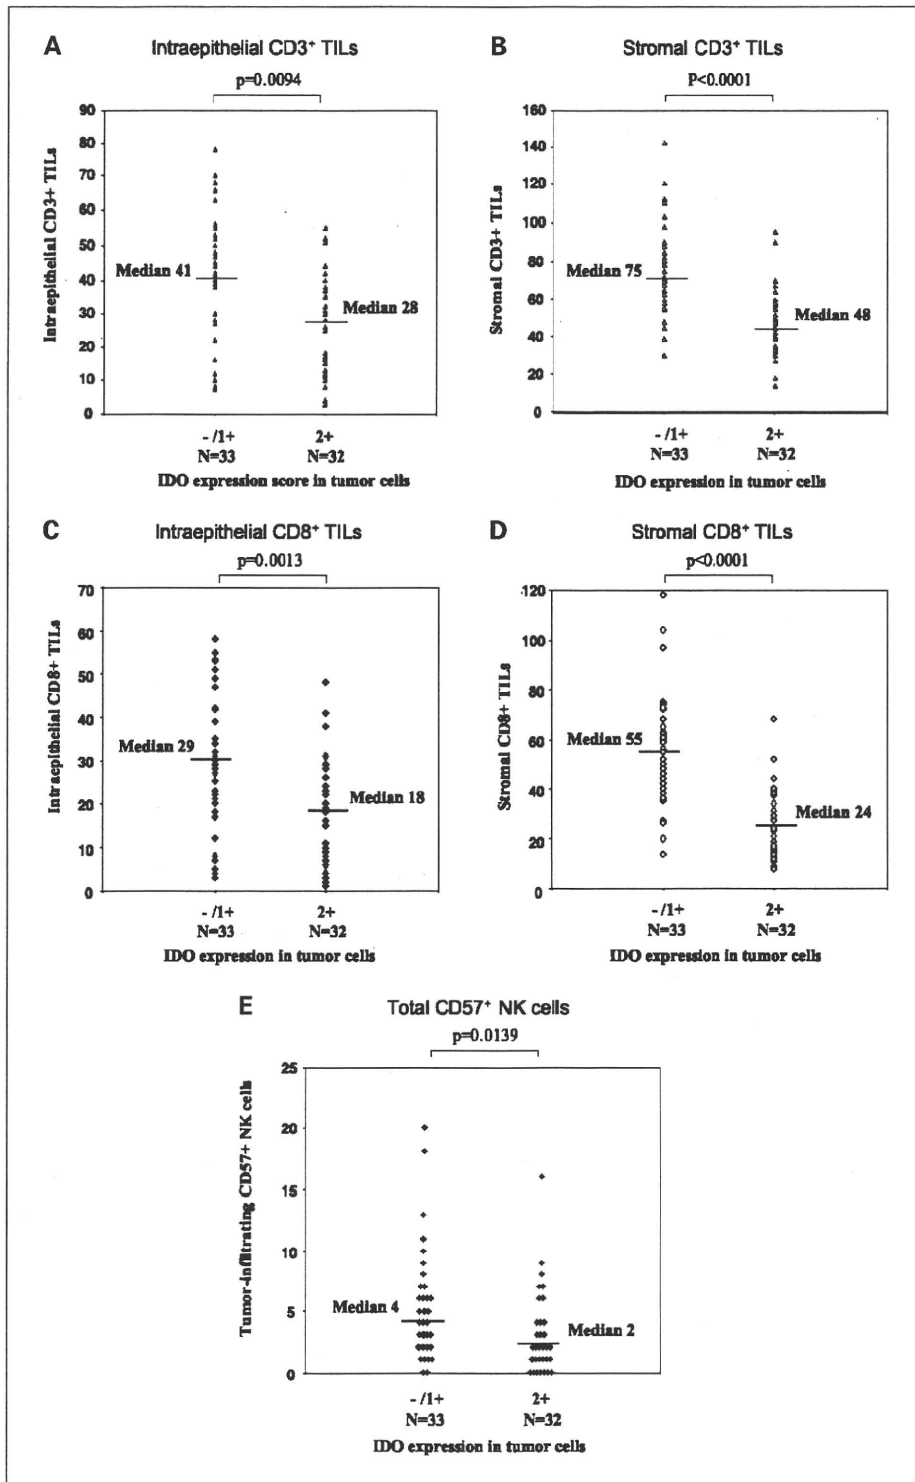 A
Intraepithelial CD3⁺ TILs
p=0.0094
Intraepithelial CD3+ TILs
90
80
70
60
50
40
30
20
10
0
Median 41
Median 28
- /1+ 2+
N=33 N=32
IDO expression score in tumor cells
B
Stromal CD3⁺ TILs
P<0.0001
Stromal CD3+ TILs
160
140
120
100
80
60
40
20
0
Median 75
Median 48
- /1+ 2+
N=33 N=32
IDO expression in tumor cells
C
Intraepithelial CD8⁺ TILs
p=0.0013
Intraepithelial CD8+ TILs
70
60
50
40
30
20
10
0
Median 29
Median 18
- /1+ 2+
N=33 N=32
IDO expression in tumor cells
D
Stromal CD8⁺ TILs
p<0.0001
Stromal CD8+ TILs
120
100
80
60
40
20
0
Median 55
Median 24
- /1+ 2+
N=33 N=32
IDO expression in tumor cells
E
Total CD57⁺ NK cells
p=0.0139
Tumor-infiltrating CD57+ NK cells
25
20
15
10
5
0
Median 4
Median 2
- /1+ 2+
N=33 N=32
IDO expression in tumor cells